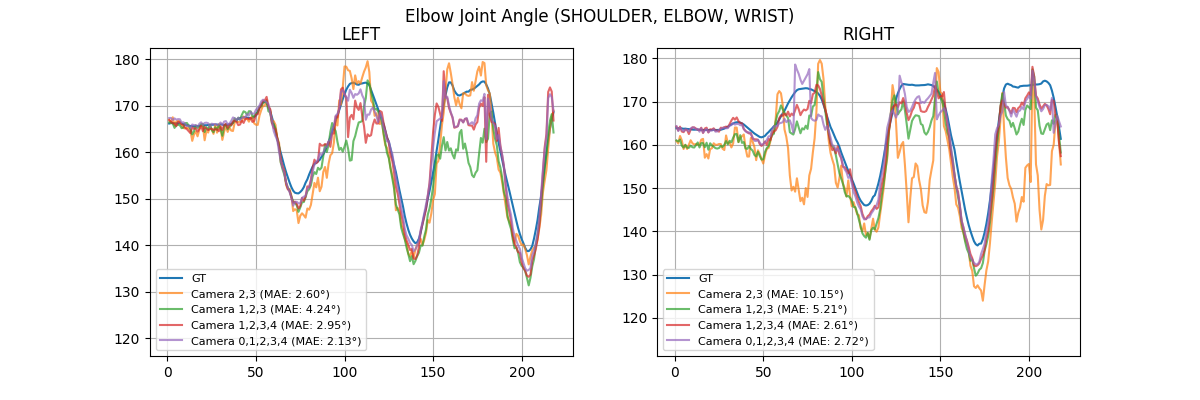 Elbow Joint Angle (SHOULDER, ELBOW, WRIST)
LEFT
180
170
160
150
140
130
120
0
50
100
150
200
GT
Camera 2,3 (MAE: 2.60°)
Camera 1,2,3 (MAE: 4.24°)
Camera 1,2,3,4 (MAE: 2.95°)
Camera 0,1,2,3,4 (MAE: 2.13°)
RIGHT
180
170
160
150
140
130
120
0
50
100
150
200
GT
Camera 2,3 (MAE: 10.15°)
Camera 1,2,3 (MAE: 5.21°)
Camera 1,2,3,4 (MAE: 2.61°)
Camera 0,1,2,3,4 (MAE: 2.72°)